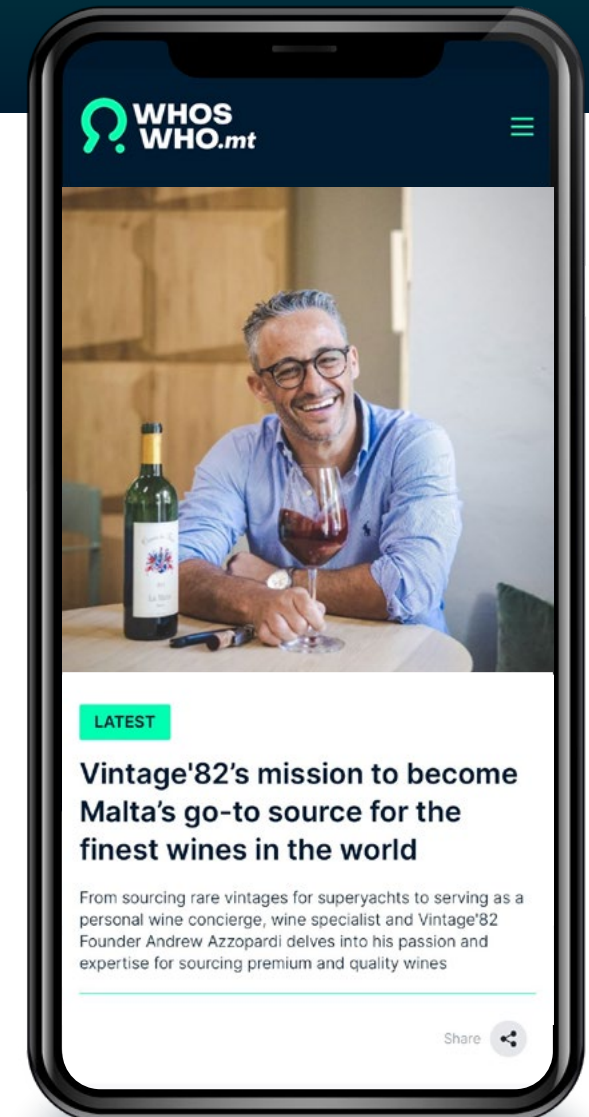 WHOS
WHO.mt
LATEST
Vintage'82’s mission to become
Malta’s go-to source for the
finest wines in the world
From sourcing rare vintages for superyachts to serving as a
personal wine concierge, wine specialist and Vintage'82
Founder Andrew Azzopardi delves into his passion and
expertise for sourcing premium and quality wines
Share